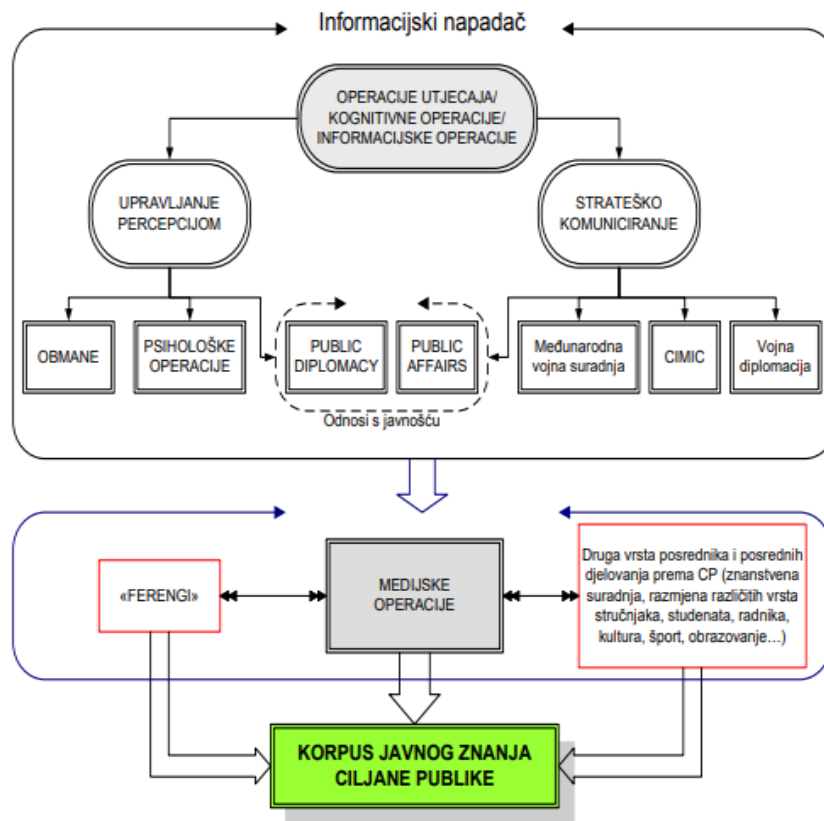 Informacijski napadač
OPERACIJE UTJECAJA/
KOGNITIVNE OPERACIJE/
INFORMACIJSKE OPERACIJE
UPRAVLJANJE
PERCEPCIJOM
STRATEŠKO
KOMUNICIRANJE
OBMANE
PSIHOLOŠKE
OPERACIJE
PUBLIC
DIPLOMACY
PUBLIC
AFFAIRS
Međunarodna
vojna suradnja
CIMIC
Vojna
diplomacija
Odnosi s javnošću
«FERENGI»
MEDIJSKE
OPERACIJE
Druga vrsta posrednika i posrednih
djelovanja prema CP (znanstvena
suradnja, razmjena različitih vrsta
stručnjaka, studenata, radnika,
kultura, šport, obrazovanje...)
KORPUS JAVNOG ZNANJA
CILJANE PUBLIKE